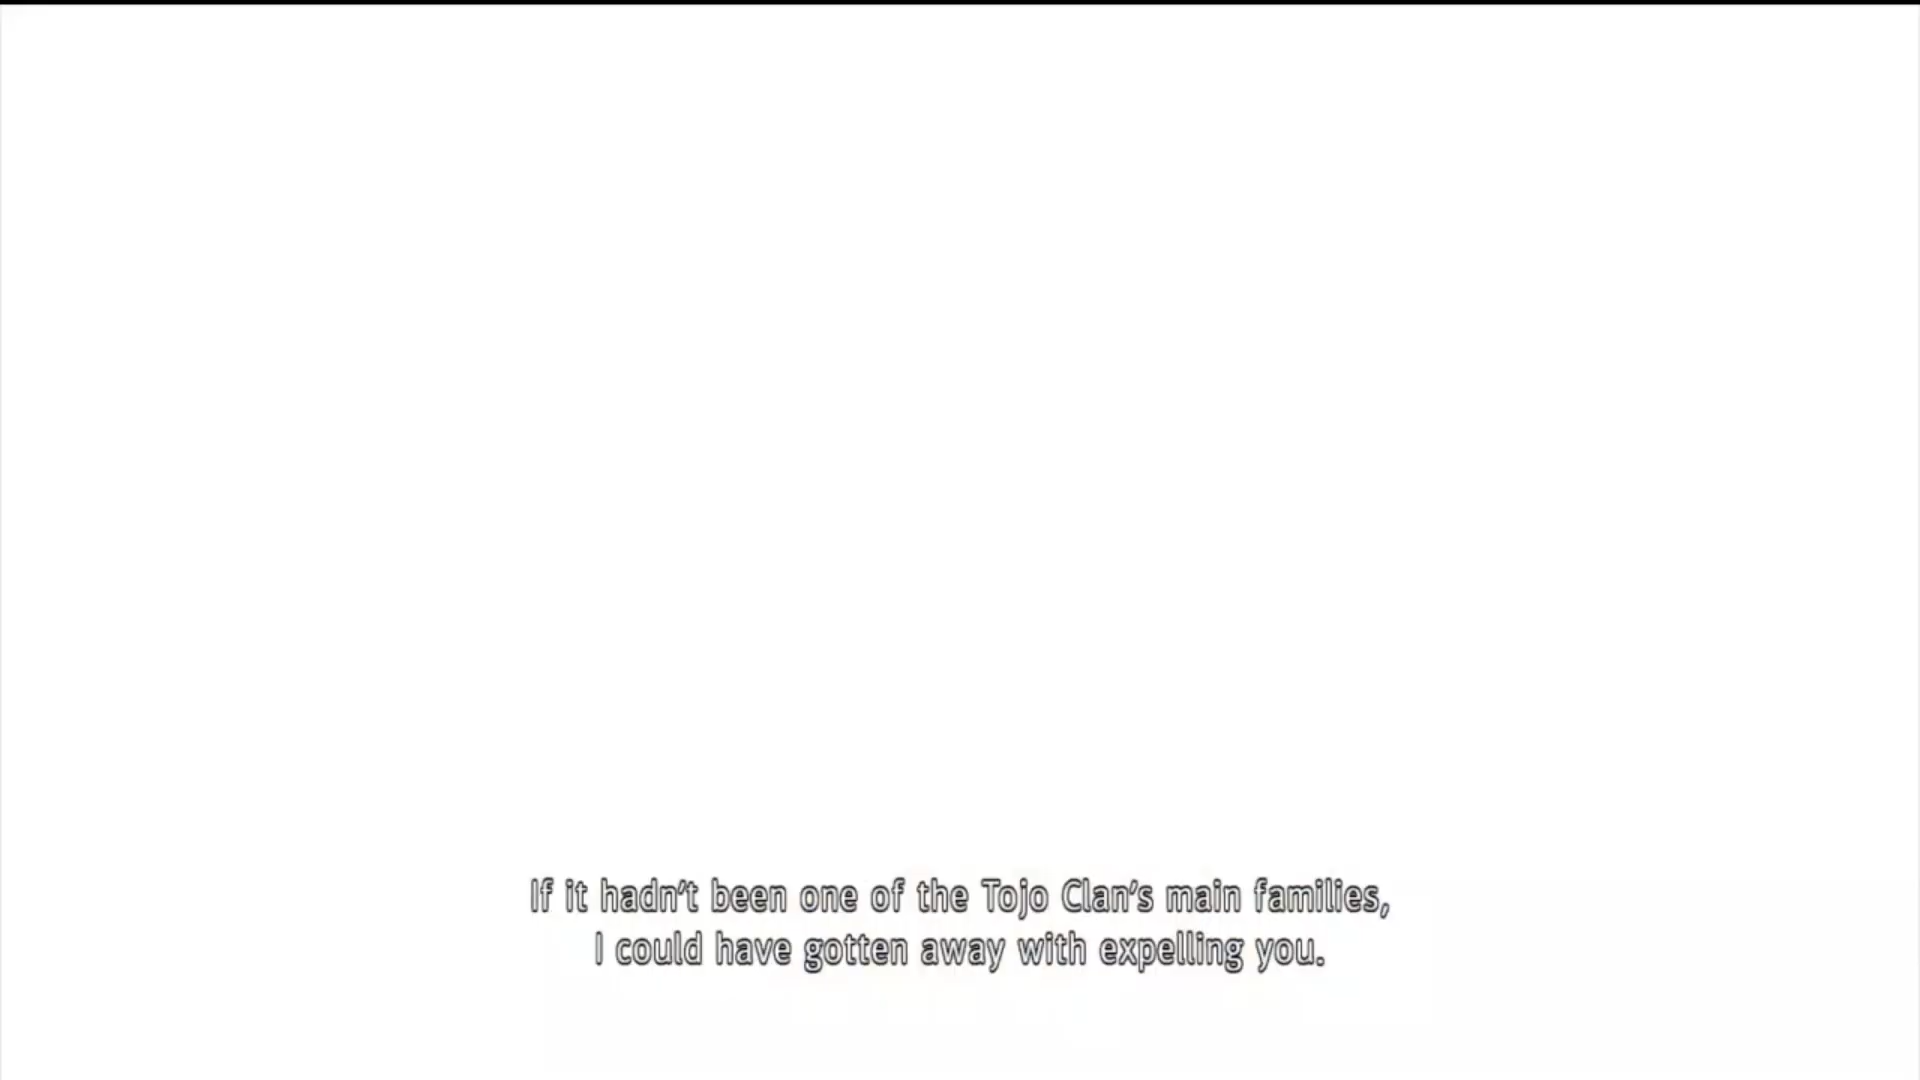 If it hadn't been one of the Tojo Clan's main families,
I could have gotten away with expelling you.